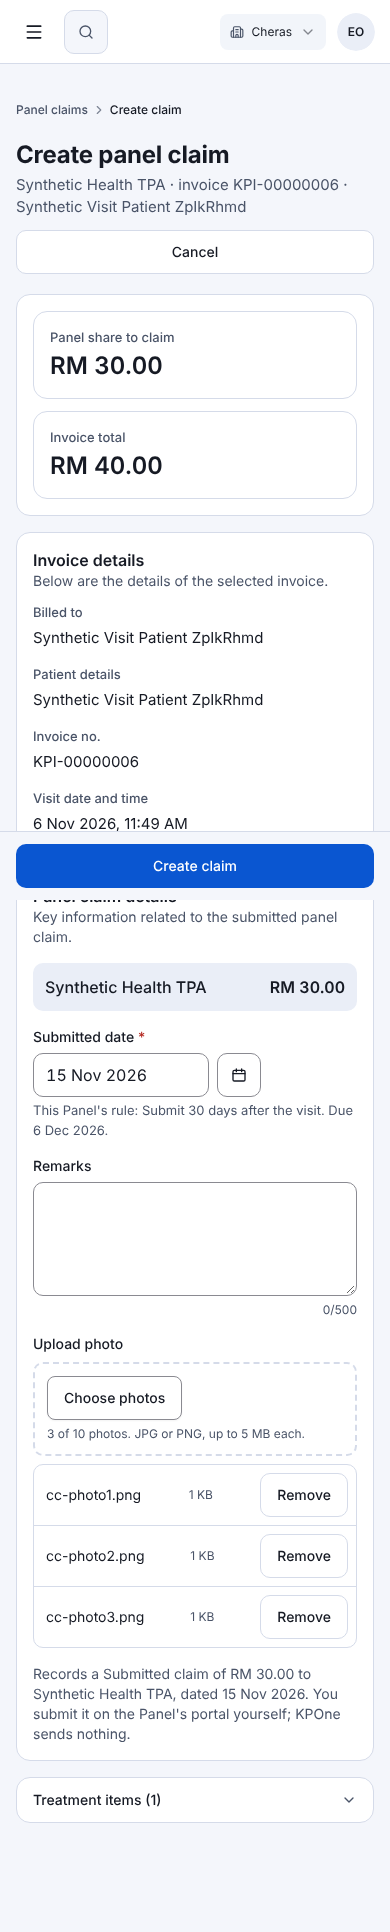 Cheras
EO
Panel claims > Create claim
Create panel claim
Synthetic Health TPA · invoice KPI-00000006 ·
Synthetic Visit Patient ZpIkRhmd
Cancel
Panel share to claim
RM 30.00
Invoice total
RM 40.00
Invoice details
Below are the details of the selected invoice.
Billed to
Synthetic Visit Patient ZpIkRhmd
Patient details
Synthetic Visit Patient ZpIkRhmd
Invoice no.
KPI-00000006
Visit date and time
6 Nov 2026, 11:49 AM
Create claim
Panel claim details
Key information related to the submitted panel
claim.
Synthetic Health TPA RM 30.00
Submitted date *
15 Nov 2026
This Panel's rule: Submit 30 days after the visit. Due
6 Dec 2026.
Remarks
0/500
Upload photo
Choose photos
3 of 10 photos. JPG or PNG, up to 5 MB each.
cc-photo1.png 1 KB Remove
cc-photo2.png 1 KB Remove
cc-photo3.png 1 KB Remove
Records a Submitted claim of RM 30.00 to
Synthetic Health TPA, dated 15 Nov 2026. You
submit it on the Panel's portal yourself; KPOne
sends nothing.
Treatment items (1)